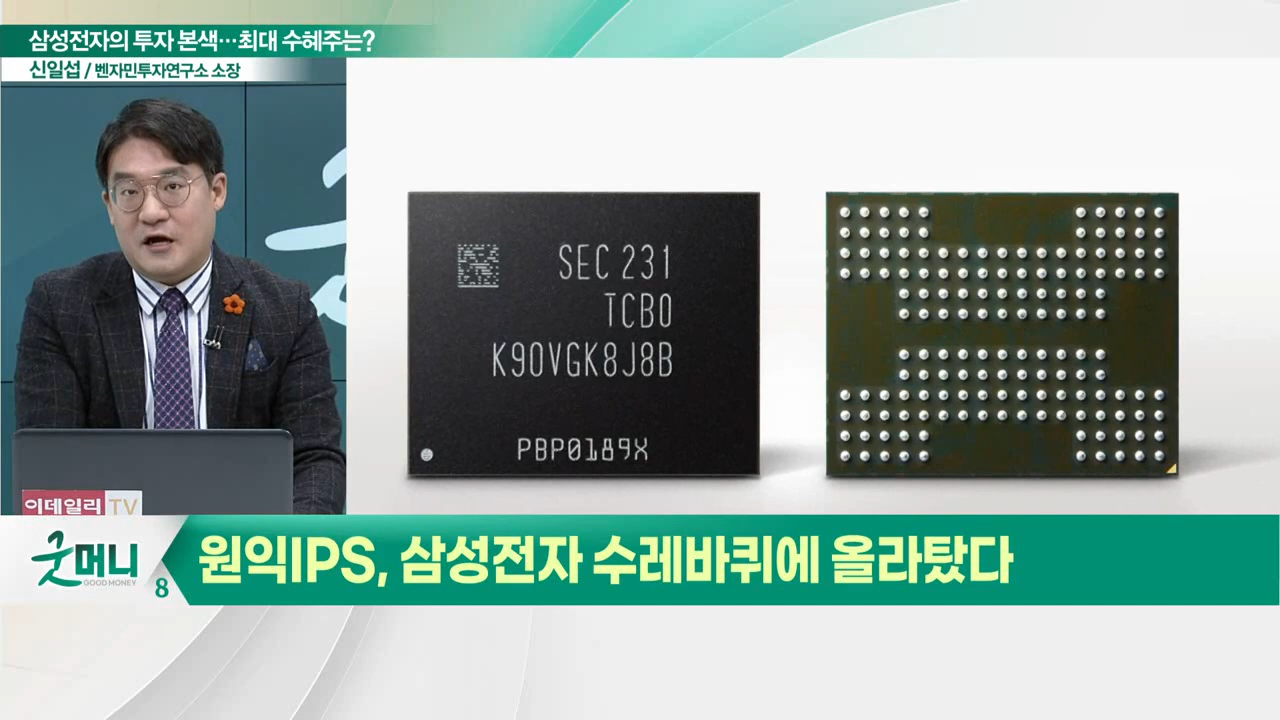 삼성전자의 투자 본색…최대 수혜주는?
신일섭 / 벤자민투자연구소 소장
SEC 231
TCB0
K90VGK8J8B
PBP0189X
이데일리 TV
굿머니
GOOD MONEY
8
원익IPS, 삼성전자 수레바퀴에 올라탔다